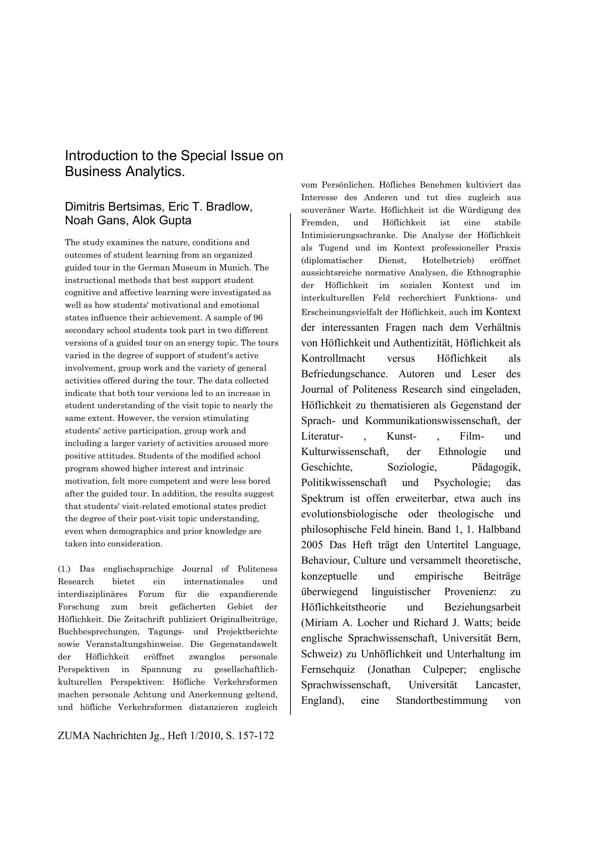 Introduction to the Special Issue on
Business Analytics.
Dimitris Bertsimas, Eric T. Bradlow,
Noah Gans, Alok Gupta
The study examines the nature, conditions and
outcomes of student learning from an organized
guided tour in the German Museum in Munich. The
instructional methods that best support student
cognitive and affective learning were investigated as
well as how students' motivational and emotional
states influence their achievement. A sample of 96
secondary school students took part in two different
versions of a guided tour on an energy topic. The tours
varied in the degree of support of student's active
involvement, group work and the variety of general
activities offered during the tour. The data collected
indicate that both tour versions led to an increase in
student understanding of the visit topic to nearly the
same extent. However, the version stimulating
students' active participation, group work and
including a larger variety of activities aroused more
positive attitudes. Students of the modified school
program showed higher interest and intrinsic
motivation, felt more competent and were less bored
after the guided tour. In addition, the results suggest
that students' visit-related emotional states predict
the degree of their post-visit topic understanding,
even when demographics and prior knowledge are
taken into consideration.
(1.) Das englischsprachige Journal of Politeness
Research bietet ein internationales und
interdisziplinäres Forum für die expandierende
Forschung zum breit gefächerten Gebiet der
Höflichkeit. Die Zeitschrift publiziert Originalbeiträge,
Buchbesprechungen, Tagungs- und Projektberichte
sowie Veranstaltungshinweise. Die Gegenstandswelt
der Höflichkeit eröffnet zwanglos personale
Perspektiven in Spannung zu gesellschaftlich-
kulturellen Perspektiven: Höfliche Verkehrsformen
machen personale Achtung und Anerkennung geltend,
und höfliche Verkehrsformen distanzieren zugleich
vom Persönlichen. Höfliches Benehmen kultiviert das
Interesse des Anderen und tut dies zugleich aus
souveräner Warte. Höflichkeit ist die Würdigung des
Fremden, und Höflichkeit ist eine stabile
Intimisierungsschranke. Die Analyse der Höflichkeit
als Tugend und im Kontext professioneller Praxis
(diplomatischer Dienst, Hotelbetrieb) eröffnet
aussichtsreiche normative Analysen, die Ethnographie
der Höflichkeit im sozialen Kontext und im
interkulturellen Feld recherchiert Funktions- und
Erscheinungsvielfalt der Höflichkeit, auch im Kontext
der interessanten Fragen nach dem Verhältnis
von Höflichkeit und Authentizität, Höflichkeit als
Kontrollmacht versus Höflichkeit als
Befriedungschance. Autoren und Leser des
Journal of Politeness Research sind eingeladen,
Höflichkeit zu thematisieren als Gegenstand der
Sprach- und Kommunikationswissenschaft, der
Literatur- , Kunst- , Film- und
Kulturwissenschaft, der Ethnologie und
Geschichte, Soziologie, Pädagogik,
Politikwissenschaft und Psychologie; das
Spektrum ist offen erweiterbar, etwa auch ins
evolutionsbiologische oder theologische und
philosophische Feld hinein. Band 1, 1. Halbband
2005 Das Heft trägt den Untertitel Language,
Behaviour, Culture und versammelt theoretische,
konzeptuelle und empirische Beiträge
überwiegend linguistischer Provenienz: zu
Höflichkeitstheorie und Beziehungsarbeit
(Miriam A. Locher und Richard J. Watts; beide
englische Sprachwissenschaft, Universität Bern,
Schweiz) zu Unhöflichkeit und Unterhaltung im
Fernsehquiz (Jonathan Culpeper; englische
Sprachwissenschaft, Universität Lancaster,
England), eine Standortbestimmung von
ZUMA Nachrichten Jg., Heft 1/2010, S. 157-172